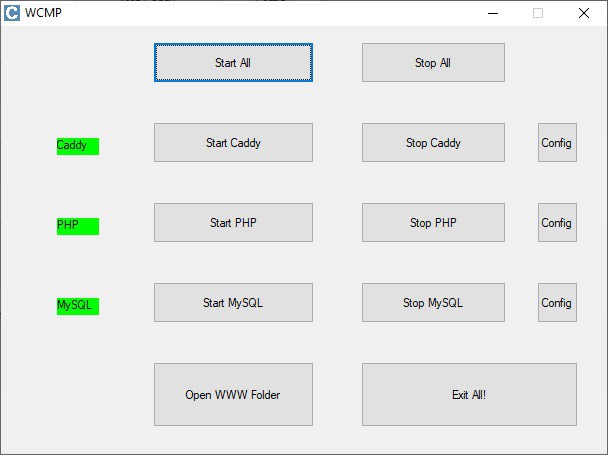 C WCMP
Start All Stop All
Caddy Start Caddy Stop Caddy Config
PHP Start PHP Stop PHP Config
MySQL Start MySQL Stop MySQL Config
Open WWW Folder Exit All!